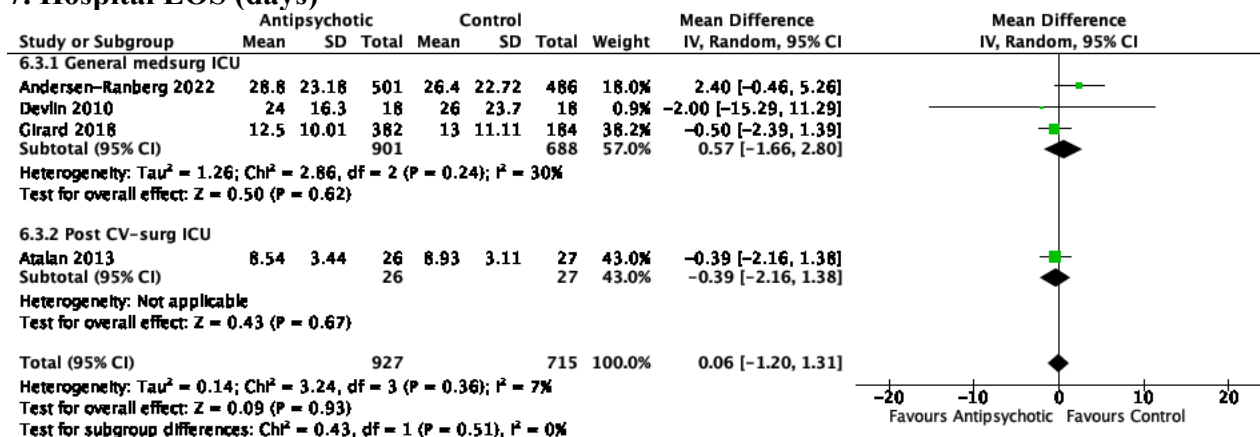 7. Hospital LOS (days)
Antipsychotic Control Mean Difference Mean Difference
Study or Subgroup Mean SD Total Mean SD Total Weight IV, Random, 95% CI IV, Random, 95% CI
6.3.1 General medsurg ICU
Andersen-Ranberg 2022 28.8 23.18 501 26.4 22.72 486 18.0% 2.40 [-0.46, 5.26]
Devlin 2010 24 16.3 18 26 23.7 18 0.9% -2.00 [-15.29, 11.29]
Girard 2018 12.5 10.01 382 13 11.11 184 38.2% -0.50 [-2.39, 1.39]
Subtotal (95% CI) 901 688 57.0% 0.57 [-1.66, 2.80]
Heterogeneity: Tau² = 1.26; Chi² = 2.86, df = 2 (P = 0.24); I² = 30%
Test for overall effect: Z = 0.50 (P = 0.62)
6.3.2 Post CV-surg ICU
Atalan 2013 8.54 3.44 26 8.93 3.11 27 43.0% -0.39 [-2.16, 1.38]
Subtotal (95% CI) 26 27 43.0% -0.39 [-2.16, 1.38]
Heterogeneity: Not applicable
Test for overall effect: Z = 0.43 (P = 0.67)
Total (95% CI) 927 715 100.0% 0.06 [-1.20, 1.31]
Heterogeneity: Tau² = 0.14; Chi² = 3.24, df = 3 (P = 0.36); I² = 7%
Test for overall effect: Z = 0.09 (P = 0.93)
Test for subgroup differences: Chi² = 0.43, df = 1 (P = 0.51), I² = 0%
-20 -10 0 10 20
Favours Antipsychotic Favours Control